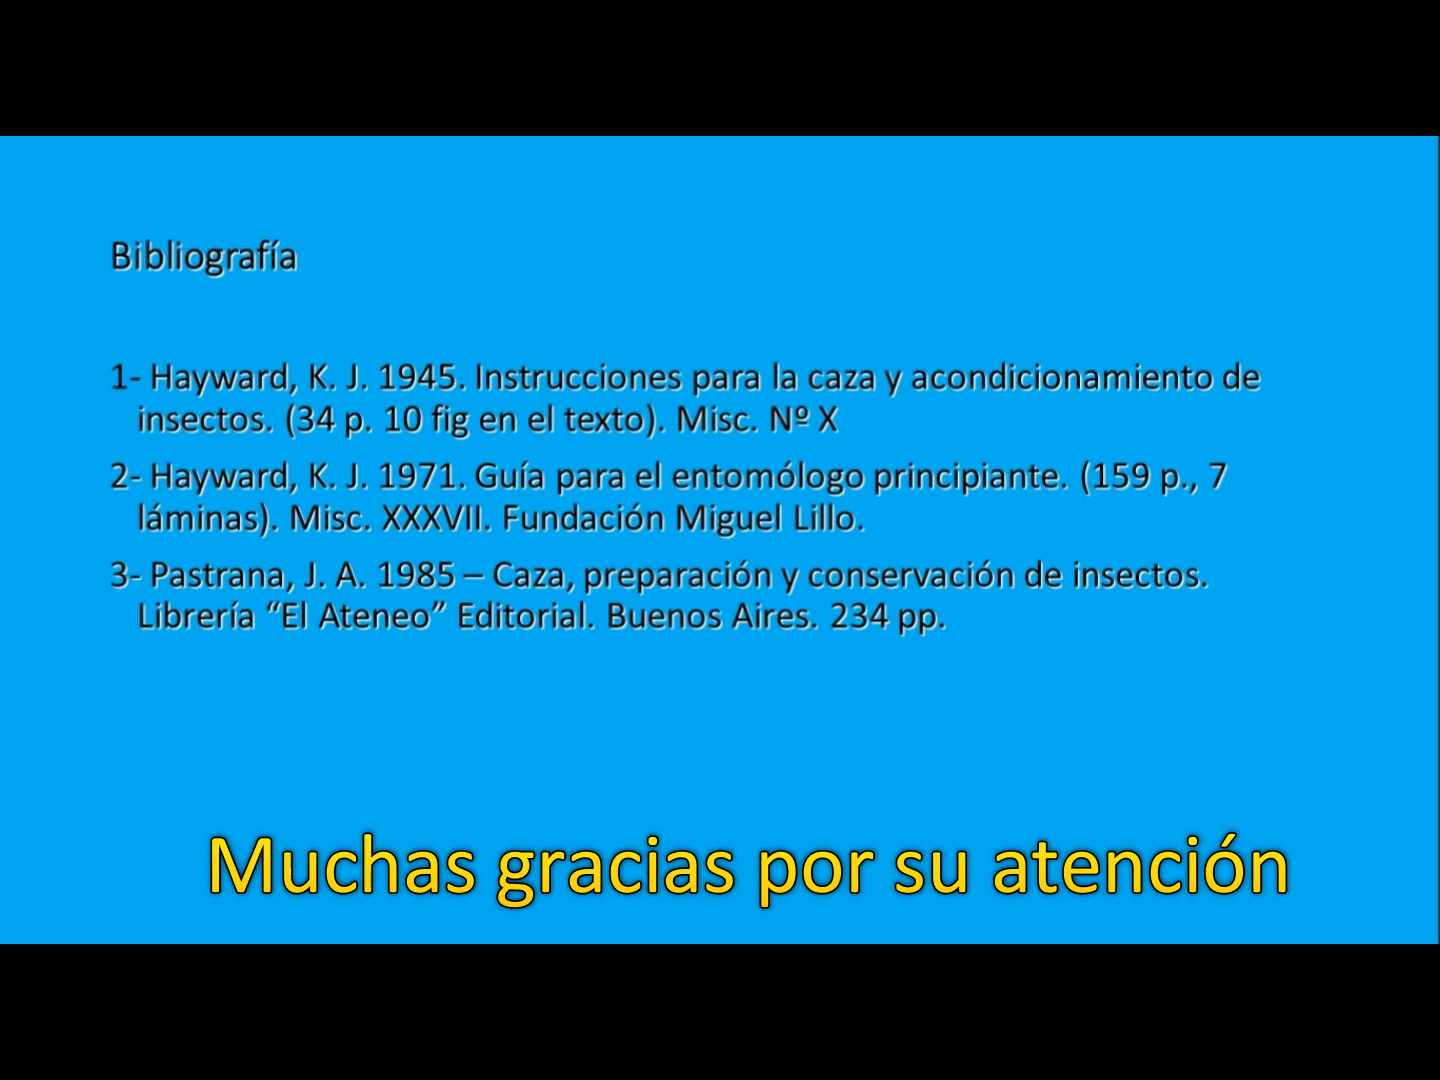 Bibliografía
1- Hayward, K. J. 1945. Instrucciones para la caza y acondicionamiento de
insectos. (34 p. 10 fig en el texto). Misc. Nº X
2- Hayward, K. J. 1971. Guía para el entomólogo principiante. (159 p., 7
láminas). Misc. XXXVII. Fundación Miguel Lillo.
3- Pastrana, J. A. 1985 – Caza, preparación y conservación de insectos.
Librería “El Ateneo” Editorial. Buenos Aires. 234 pp.
Muchas gracias por su atención